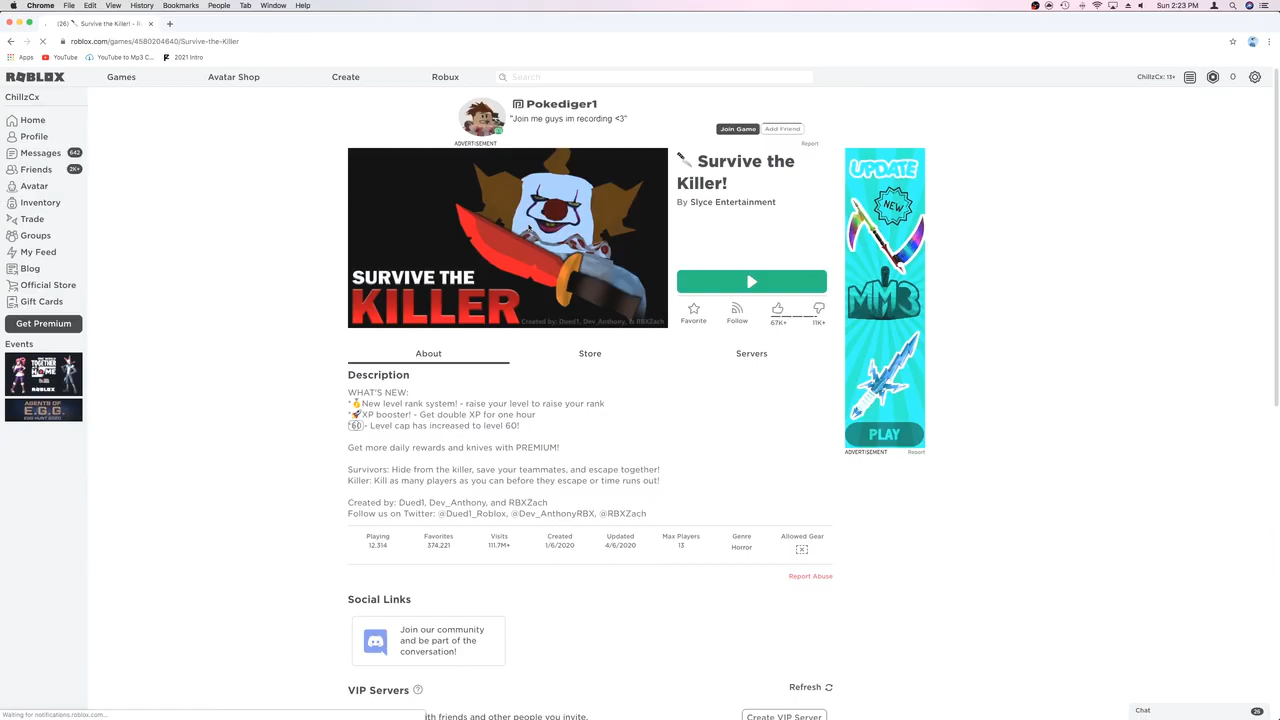 Chrome File Edit View History Bookmarks People Tab Window Help
Sun 2:23 PM
(26) 🔪 Survive the Killer! - R
roblox.com/games/4580204640/Survive-the-Killer
Apps YouTube YouTube to Mp3 C... 2021 Intro
ROBLOX Games Avatar Shop Create Robux Search ChillzCx: 13+ 0
ChillzCx
Home
Profile
Messages 642
Friends 2K+
Avatar
Inventory
Trade
Groups
My Feed
Blog
Official Store
Gift Cards
Get Premium
Events
ROBLOX
AGENTS OF
E.G.G.
Pokediger1
"Join me guys im recording <3"
Join Game Add Friend
ADVERTISEMENT
Report
SURVIVE THE
KILLER
Created by: Dued1, Dev_Anthony, & RBXZach
🔪 Survive the
Killer!
By Slyce Entertainment
Favorite Follow 67K+ 11K+
UPDATE
NEW
MM3
PLAY
ADVERTISEMENT Report
About Store Servers
Description
WHAT'S NEW:
*🥇New level rank system! - raise your level to raise your rank
*🚀XP booster! - Get double XP for one hour
*60 - Level cap has increased to level 60!
Get more daily rewards and knives with PREMIUM!
Survivors: Hide from the killer, save your teammates, and escape together!
Killer: Kill as many players as you can before they escape or time runs out!
Created by: Dued1, Dev_Anthony, and RBXZach
Follow us on Twitter: @Dued1_Roblox, @Dev_AnthonyRBX, @RBXZach
Playing Favorites Visits Created Updated Max Players Genre Allowed Gear
12,314 374,221 111.7M+ 1/6/2020 4/6/2020 13 Horror
Report Abuse
Social Links
Join our community
and be part of the
conversation!
VIP Servers
Refresh
ith friends and other people you invite.
Create VIP Server
Waiting for notifications.roblox.com...
Chat 26